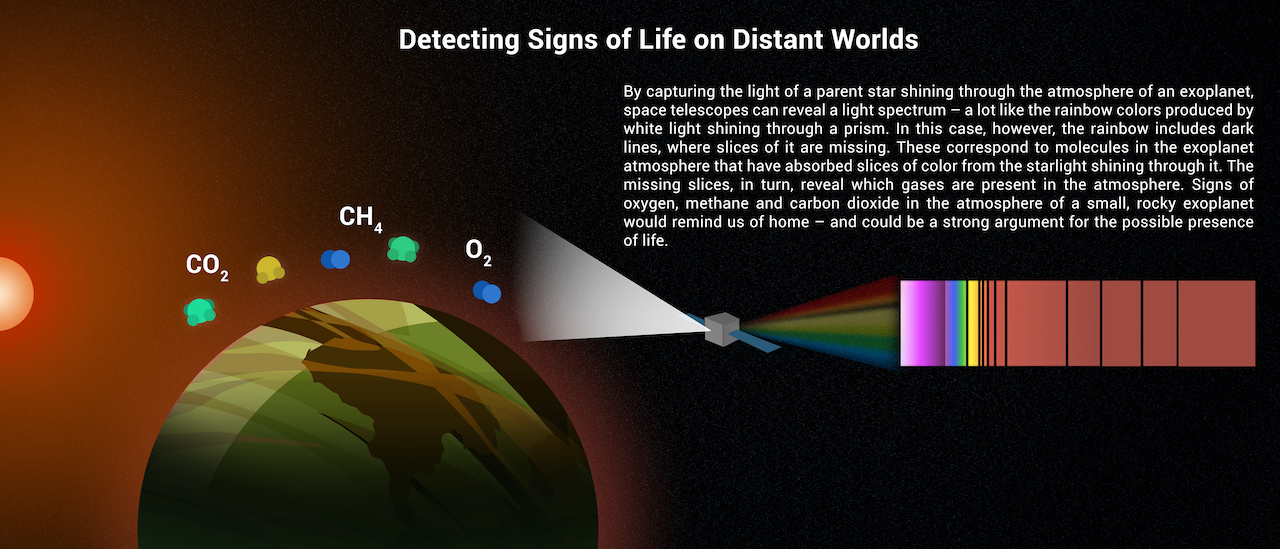 Detecting Signs of Life on Distant Worlds
By capturing the light of a parent star shining through the atmosphere of an exoplanet,
space telescopes can reveal a light spectrum – a lot like the rainbow colors produced by
white light shining through a prism. In this case, however, the rainbow includes dark
lines, where slices of it are missing. These correspond to molecules in the exoplanet
atmosphere that have absorbed slices of color from the starlight shining through it. The
missing slices, in turn, reveal which gases are present in the atmosphere. Signs of
oxygen, methane and carbon dioxide in the atmosphere of a small, rocky exoplanet
would remind us of home – and could be a strong argument for the possible presence
of life.
CO₂
CH₄
O₂